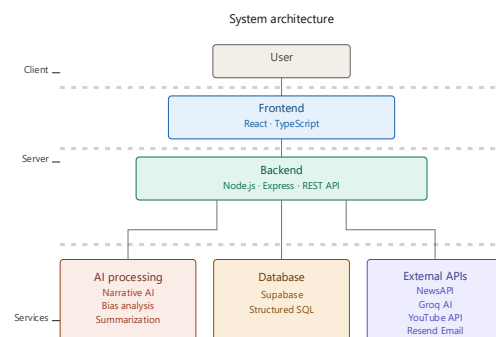 System architecture
User
Client
Frontend
React · TypeScript
Server
Backend
Node.js · Express · REST API
AI processing
Narrative AI
Bias analysis
Summarization
Database
Supabase
Structured SQL
External APIs
NewsAPI
Groq AI
YouTube API
Resend Email
Services